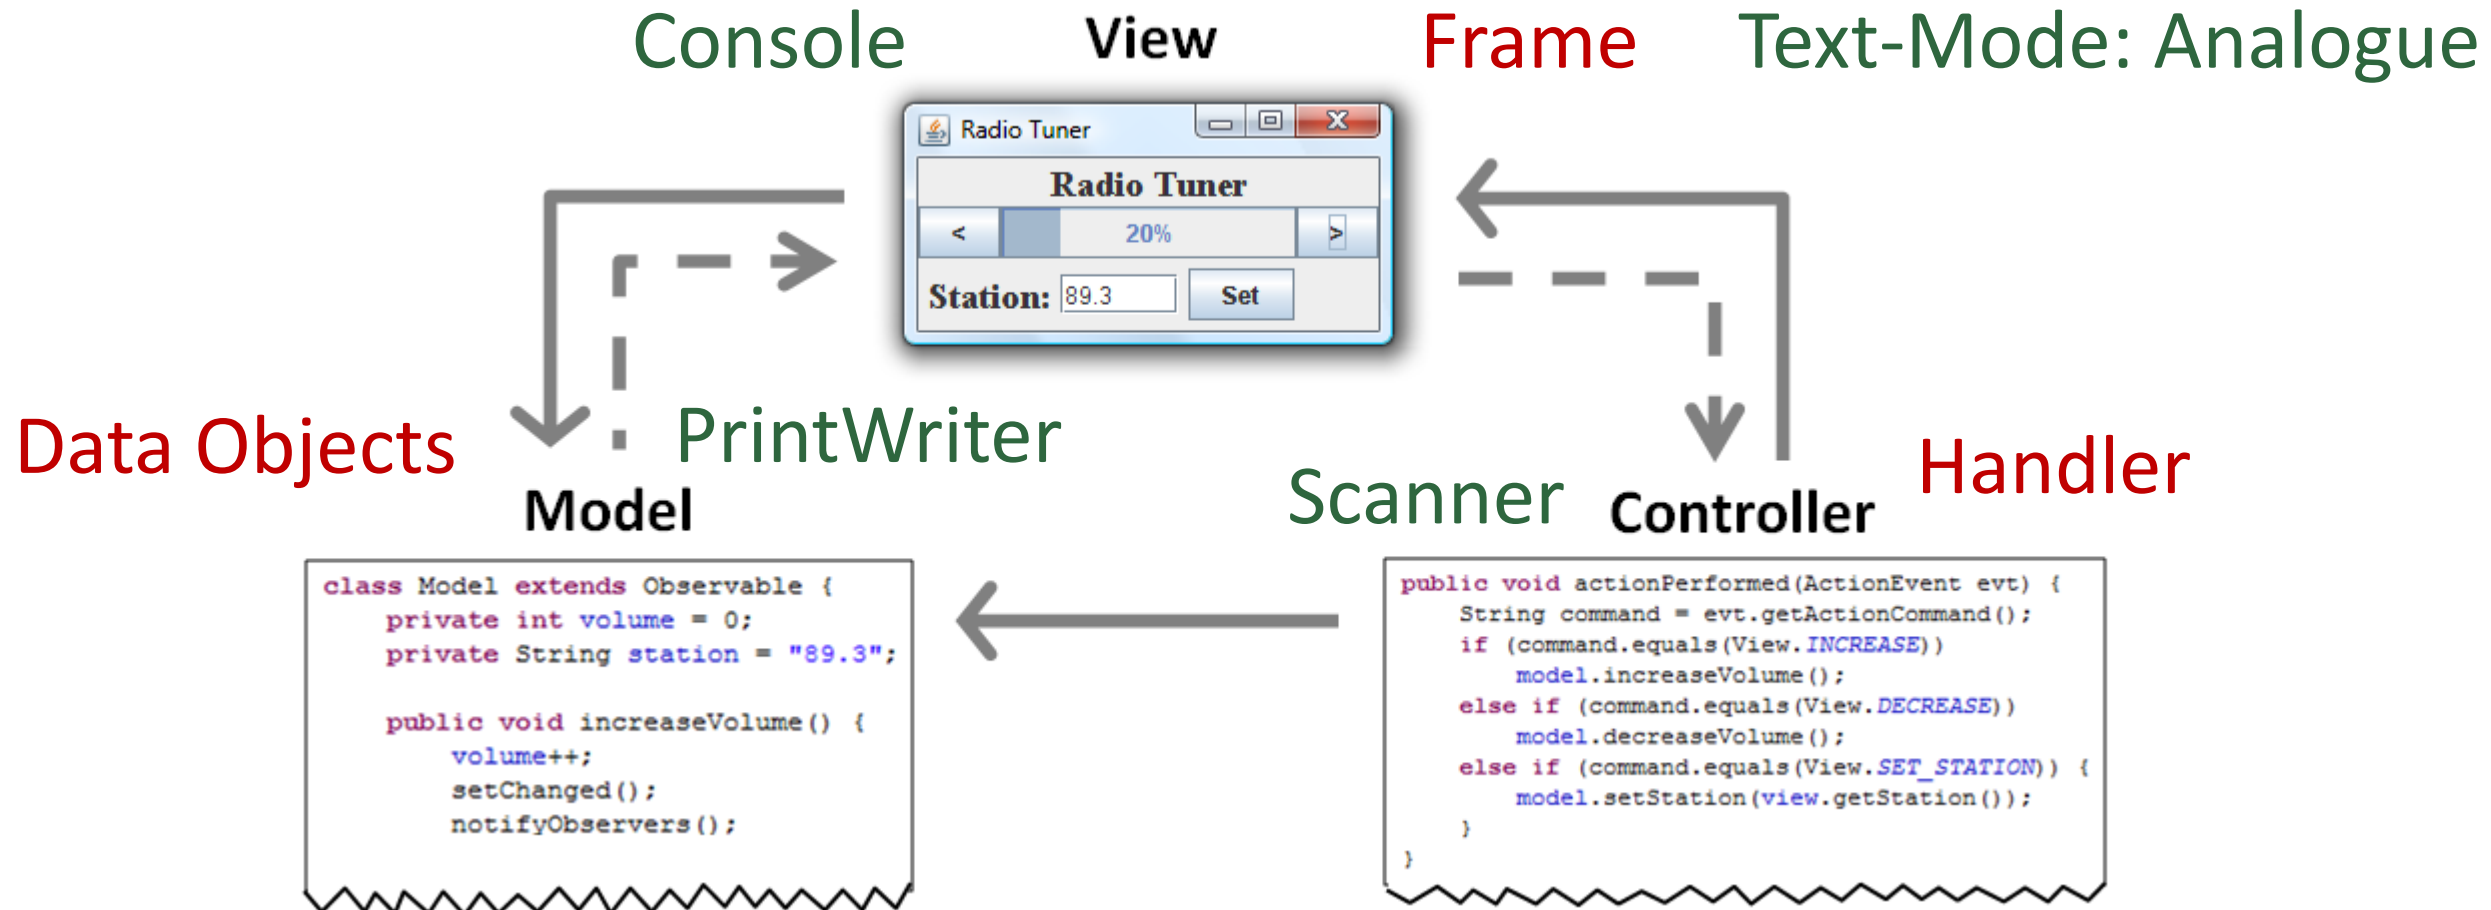 Console View Frame Text-Mode: Analogue
Radio Tuner
Radio Tuner
< 20% >
Station: 89.3 Set
Data Objects PrintWriter
Scanner Handler
Model Controller
class Model extends Observable {
private int volume = 0;
private String station = "89.3";
public void increaseVolume() {
volume++;
setChanged();
notifyObservers();
public void actionPerformed(ActionEvent evt) {
String command = evt.getActionCommand();
if (command.equals(View.INCREASE))
model.increaseVolume();
else if (command.equals(View.DECREASE))
model.decreaseVolume();
else if (command.equals(View.SET_STATION)) {
model.setStation(view.getStation());
}
}